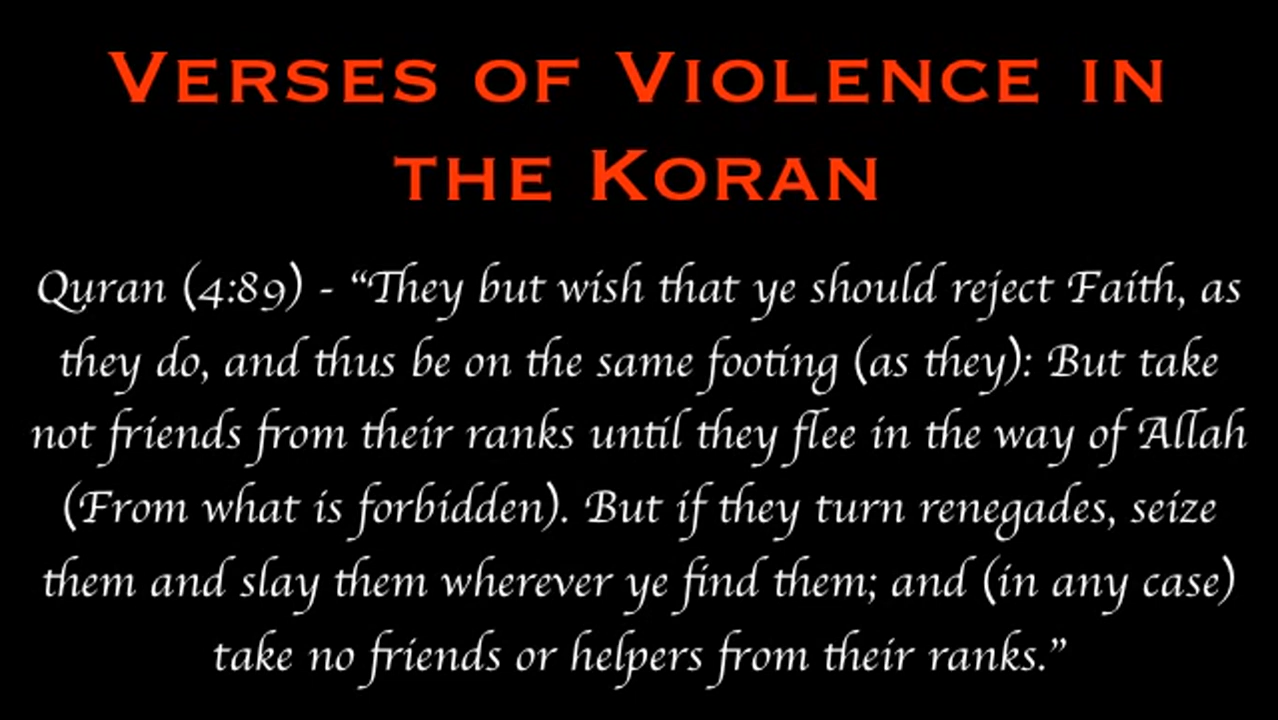 VERSES OF VIOLENCE IN
THE KORAN
Quran (4:89) - “They but wish that ye should reject Faith, as
they do, and thus be on the same footing (as they): But take
not friends from their ranks until they flee in the way of Allah
(From what is forbidden). But if they turn renegades, seize
them and slay them wherever ye find them; and (in any case)
take no friends or helpers from their ranks.”